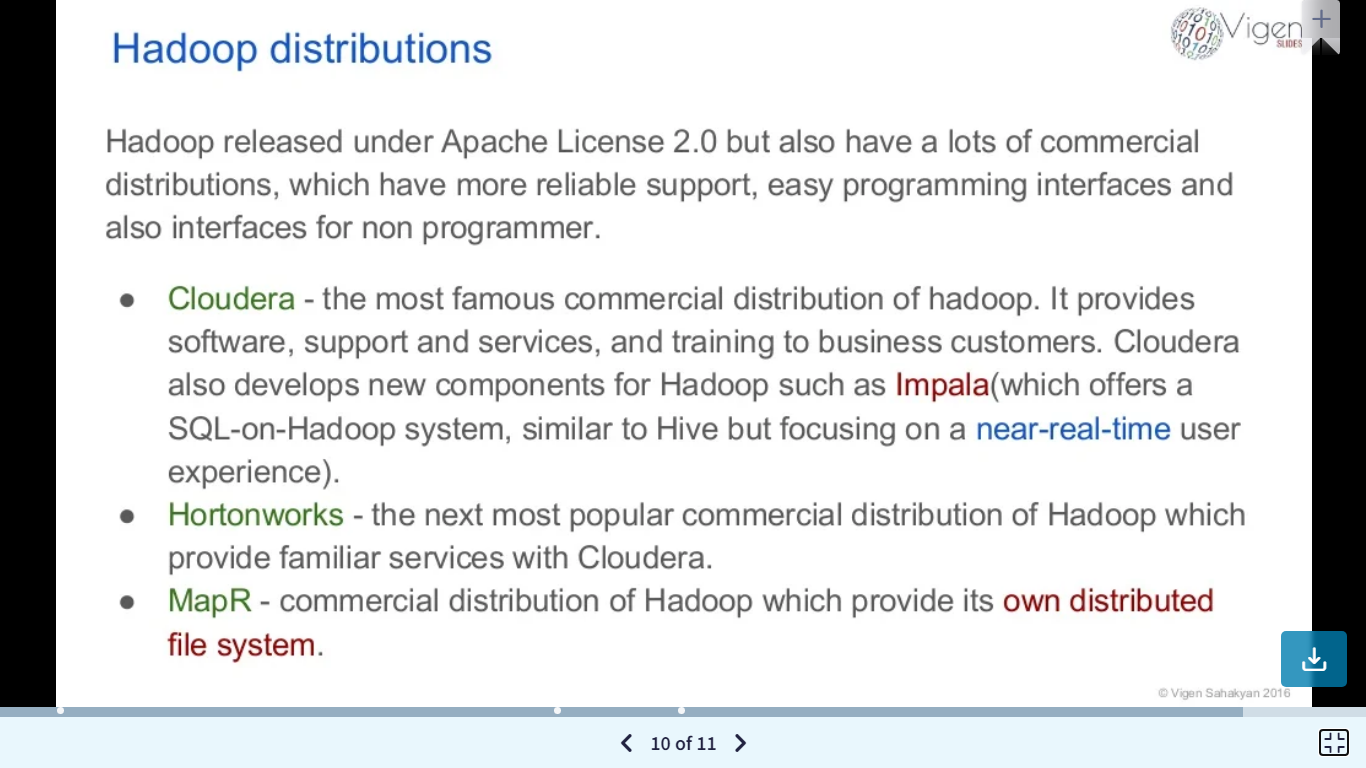 Hadoop distributions
Vigen
SLIDES
Hadoop released under Apache License 2.0 but also have a lots of commercial
distributions, which have more reliable support, easy programming interfaces and
also interfaces for non programmer.
● Cloudera - the most famous commercial distribution of hadoop. It provides
software, support and services, and training to business customers. Cloudera
also develops new components for Hadoop such as Impala(which offers a
SQL-on-Hadoop system, similar to Hive but focusing on a near-real-time user
experience).
● Hortonworks - the next most popular commercial distribution of Hadoop which
provide familiar services with Cloudera.
● MapR - commercial distribution of Hadoop which provide its own distributed
file system.
© Vigen Sahakyan 2016
10 of 11